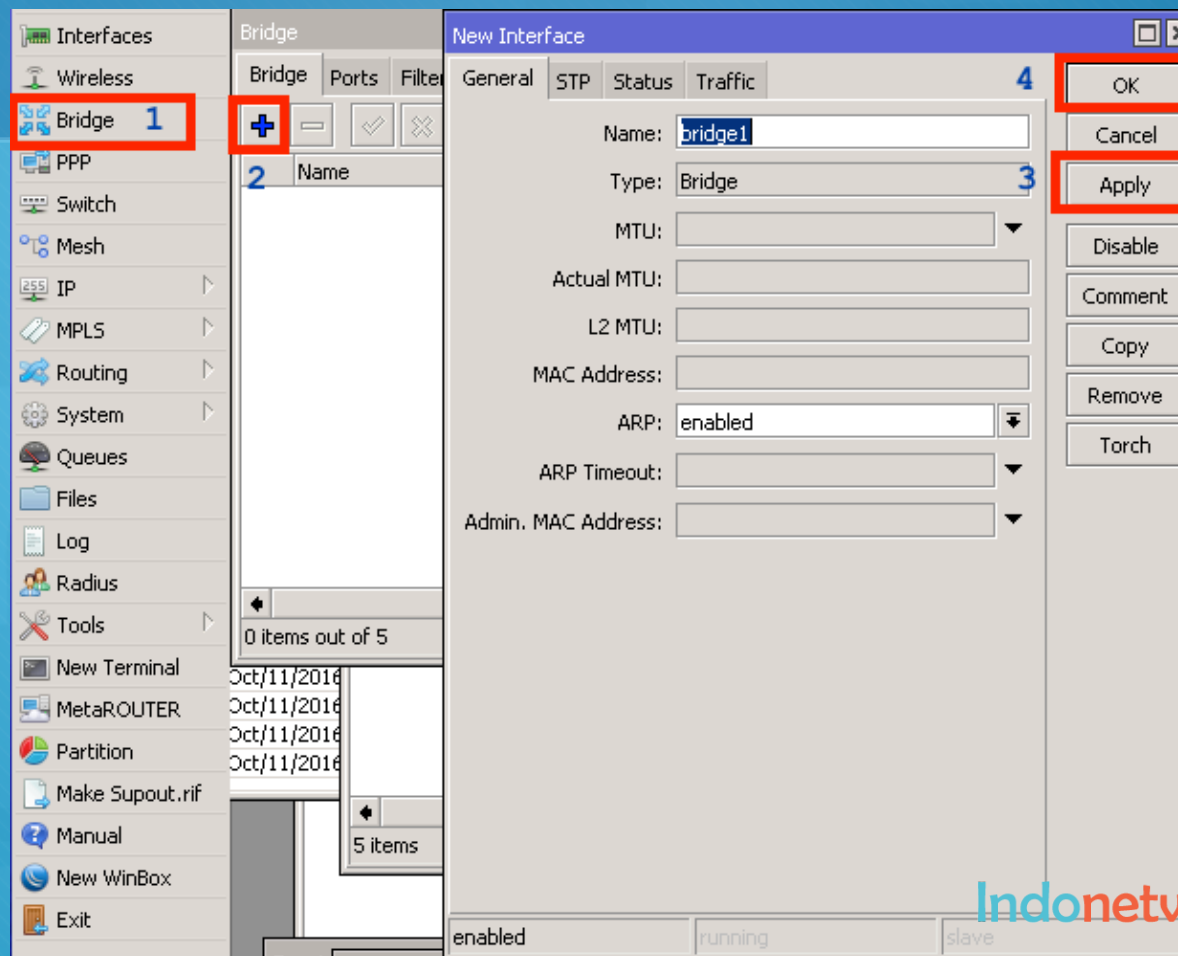 Interfaces
Wireless
Bridge 1
PPP
Switch
Mesh
255 IP
MPLS
Routing
System
Queues
Files
Log
Radius
Tools
New Terminal
MetaROUTER
Partition
Make Supout.rif
Manual
New WinBox
Exit
Bridge
Bridge Ports Filter
2
Name
0 items out of 5
Oct/11/2016
Oct/11/2016
Oct/11/2016
Oct/11/2016
5 items
New Interface
General STP Status Traffic
Name: bridge1
Type: Bridge
MTU:
Actual MTU:
L2 MTU:
MAC Address:
ARP: enabled
ARP Timeout:
Admin. MAC Address:
4
OK
Cancel
3
Apply
Disable
Comment
Copy
Remove
Torch
enabled running slave